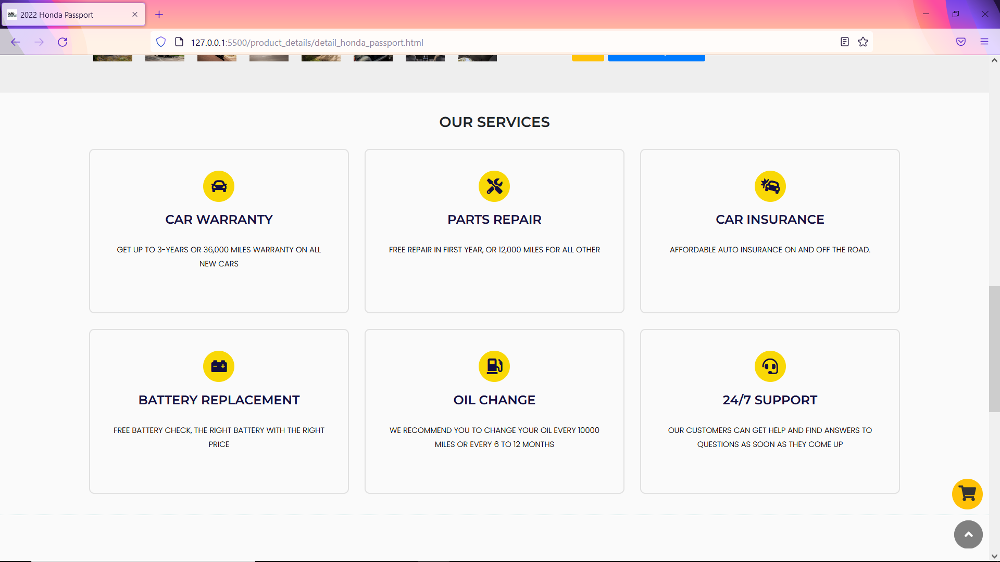 auto world
2022 Honda Passport
127.0.0.1:5500/product_details/detail_honda_passport.html
OUR SERVICES
CAR WARRANTY
GET UP TO 3-YEARS OR 36,000 MILES WARRANTY ON ALL
NEW CARS
PARTS REPAIR
FREE REPAIR IN FIRST YEAR, OR 12,000 MILES FOR ALL OTHER
CAR INSURANCE
AFFORDABLE AUTO INSURANCE ON AND OFF THE ROAD.
BATTERY REPLACEMENT
FREE BATTERY CHECK, THE RIGHT BATTERY WITH THE RIGHT
PRICE
OIL CHANGE
WE RECOMMEND YOU TO CHANGE YOUR OIL EVERY 10000
MILES OR EVERY 6 TO 12 MONTHS
24/7 SUPPORT
OUR CUSTOMERS CAN GET HELP AND FIND ANSWERS TO
QUESTIONS AS SOON AS THEY COME UP